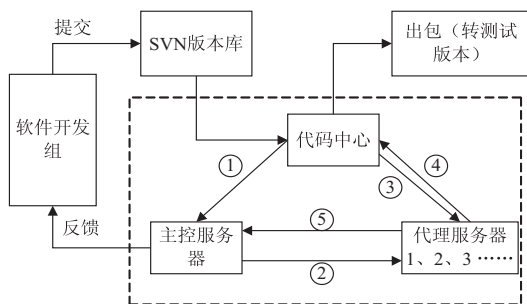 提交
SVN版本库
出包（转测试
版本）
软件开发
组
代码中心
①
④
③
反馈
⑤
主控服务
器
代理服务器
1、2、3……
②